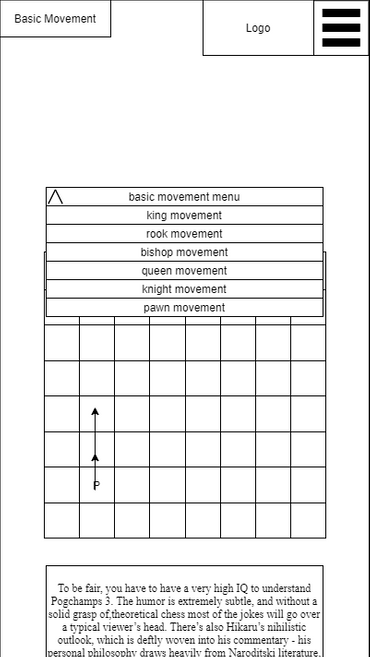 Basic Movement
Logo
basic movement menu
king movement
rook movement
bishop movement
queen movement
knight movement
pawn movement
P
To be fair, you have to have a very high IQ to understand
Pogchamps 3. The humor is extremely subtle, and without a
solid grasp of,theoretical chess most of the jokes will go over
a typical viewer's head. There's also Hikaru's nihilistic
outlook, which is deftly woven into his commentary - his
personal philosophy draws heavily from Naroditski literature.